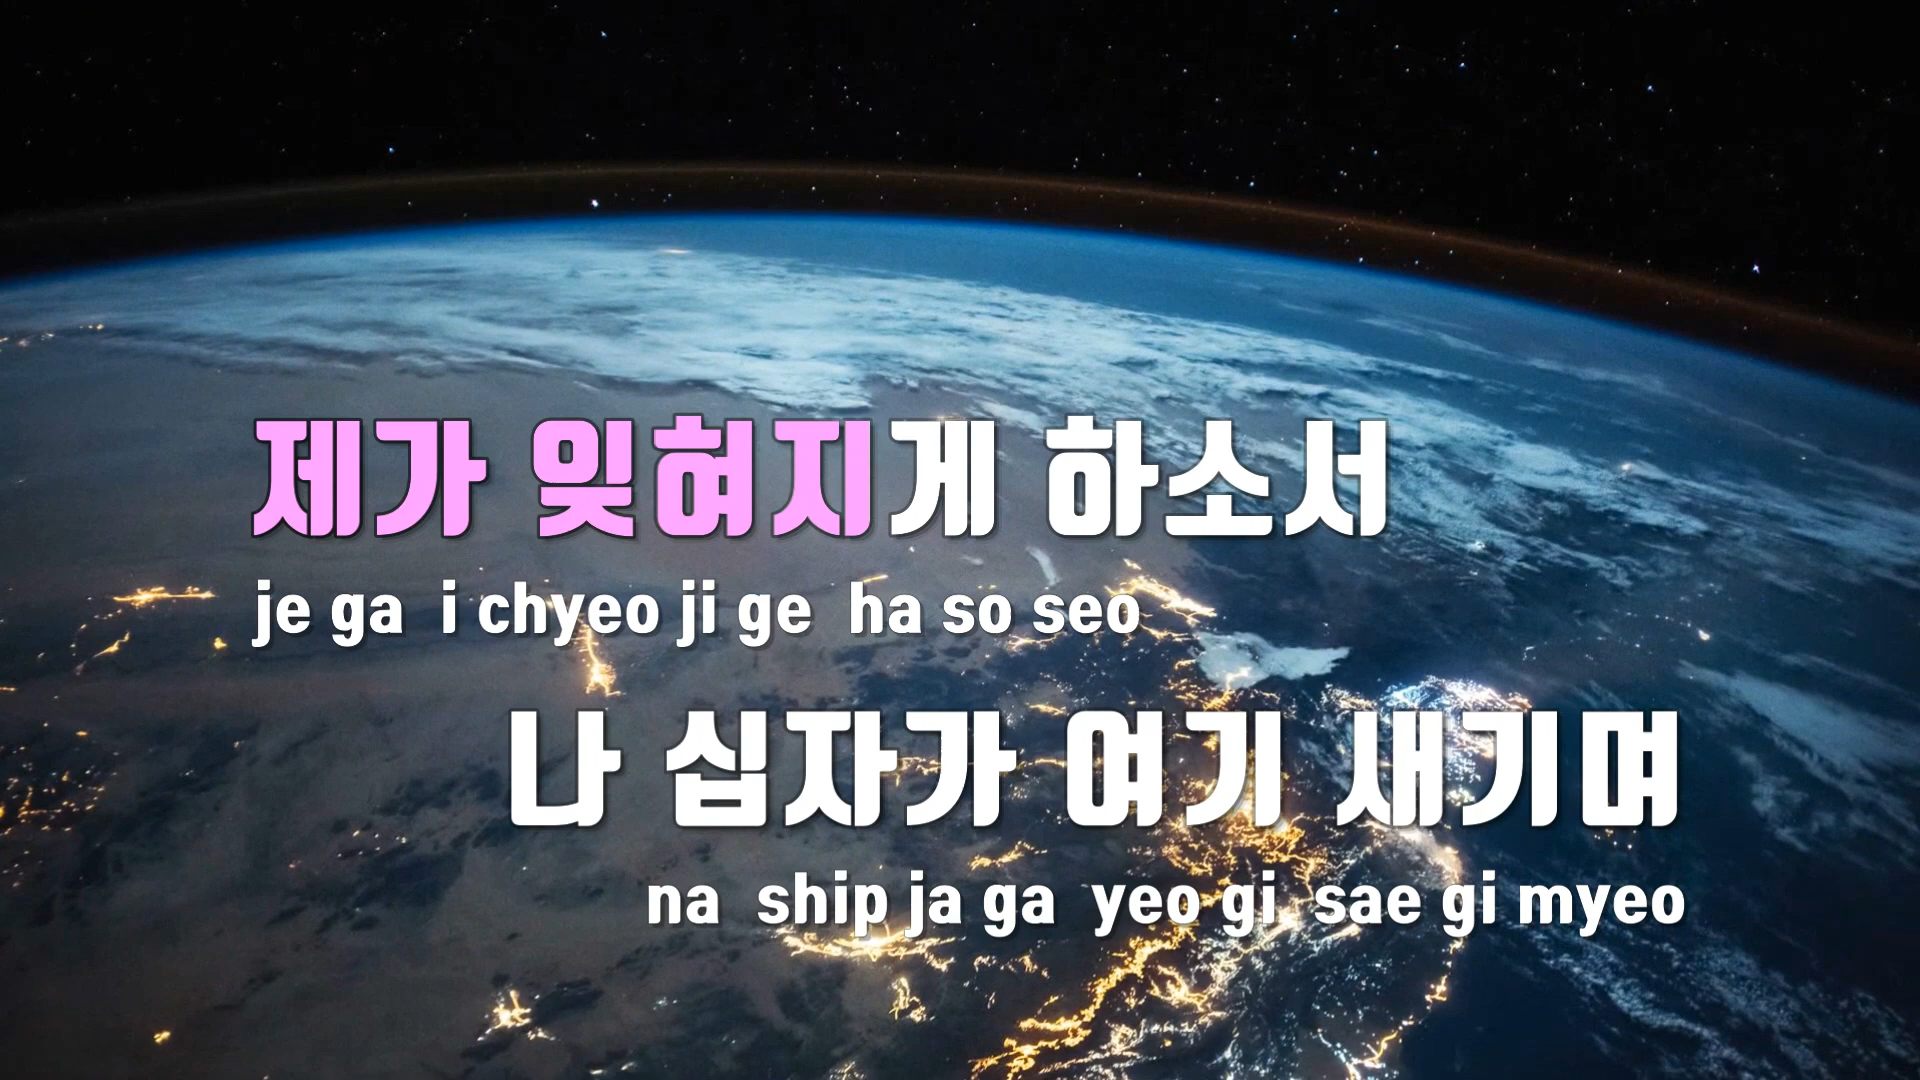 제가 잊혀지게 하소서
je ga i chyeo ji ge ha so seo
나 십자가 여기 새기며
na ship ja ga yeo gi sae gi myeo